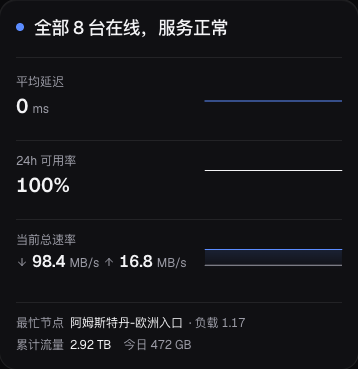 全部 8 台在线，服务正常
平均延迟
0 ms
24h 可用率
100%
当前总速率
↓ 98.4 MB/s ↑ 16.8 MB/s
最忙节点 阿姆斯特丹-欧洲入口 · 负载 1.17
累计流量 2.92 TB 今日 472 GB